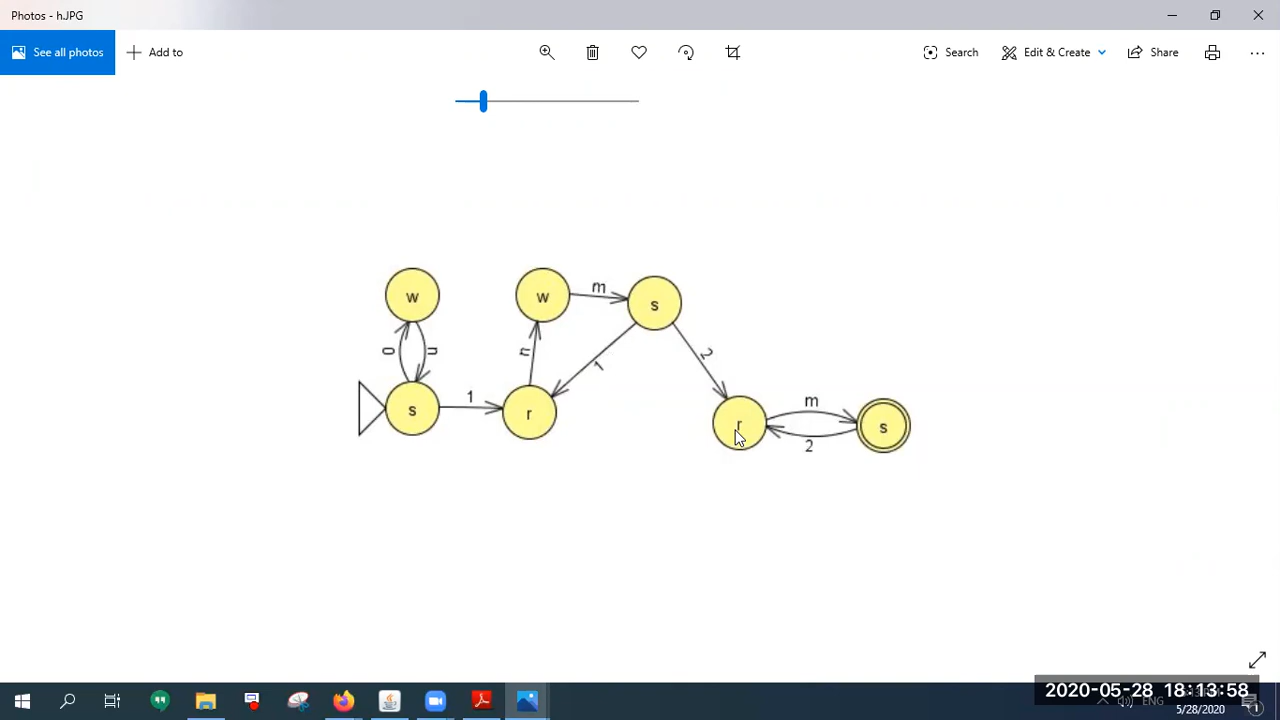 Photos - h.JPG
See all photos
Add to
Search
Edit & Create
Share
w
w
m
s
0
n
n
1
2
s
1
r
r
m
2
s
2020-05-28 18:13:58
ENG
5/28/2020